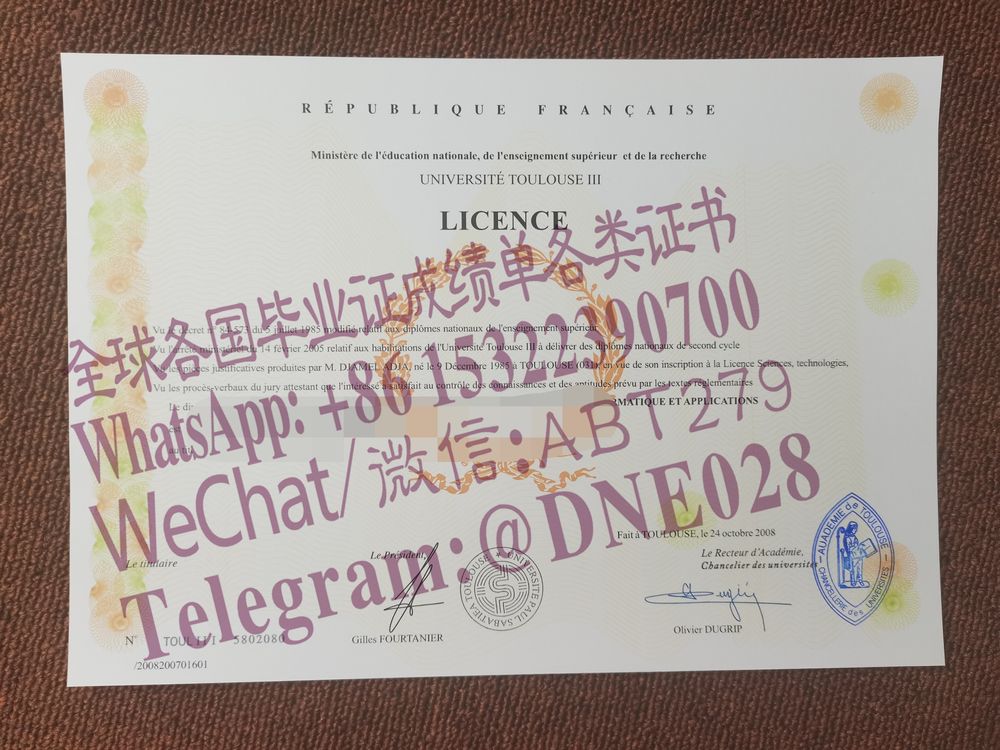 RÉPUBLIQUE FRANÇAISE
Ministère de l'éducation nationale, de l'enseignement supérieur et de la recherche
UNIVERSITÉ TOULOUSE III
LICENCE
全球各国毕业证成绩单各类证书
Vu le décret n° 84-573 du 5 juillet 1985 modifié relatif aux diplômes nationaux de l'enseignement supérieur
Vu l'arrêté ministériel du 14 février 2005 relatif aux habilitations de l'Université Toulouse III à délivrer des diplômes nationaux de second cycle
Vu les pièces justificatives produites par M. DJAMEL ADJA, né le 9 Décembre 1985 à TOULOUSE (031) en vue de son inscription à la Licence Sciences, technologies,
Vu les procès-verbaux du jury attestant que l'intéressé a satisfait au contrôle des connaissances et des aptitudes prévu par les textes réglementaires
WhatsApp: +86 15322390700
Le di
MATIQUE ET APPLICATIONS
est
au tit
WeChat/微信:ABT279
Telegram:@DNE028
Fait à TOULOUSE, le 24 octobre 2008
Le titulaire
Le Président,
Le Recteur d'Académie,
Chancelier des universités
TOULOUSE ★ UNIVERSITE PAUL SABATIER
ACADEMIE de TOULOUSE
CHANCELLERIE des UNIVERSITES
Gilles FOURTANIER
Olivier DUGRIP
N° TOUL III 5802080
/2008200701601